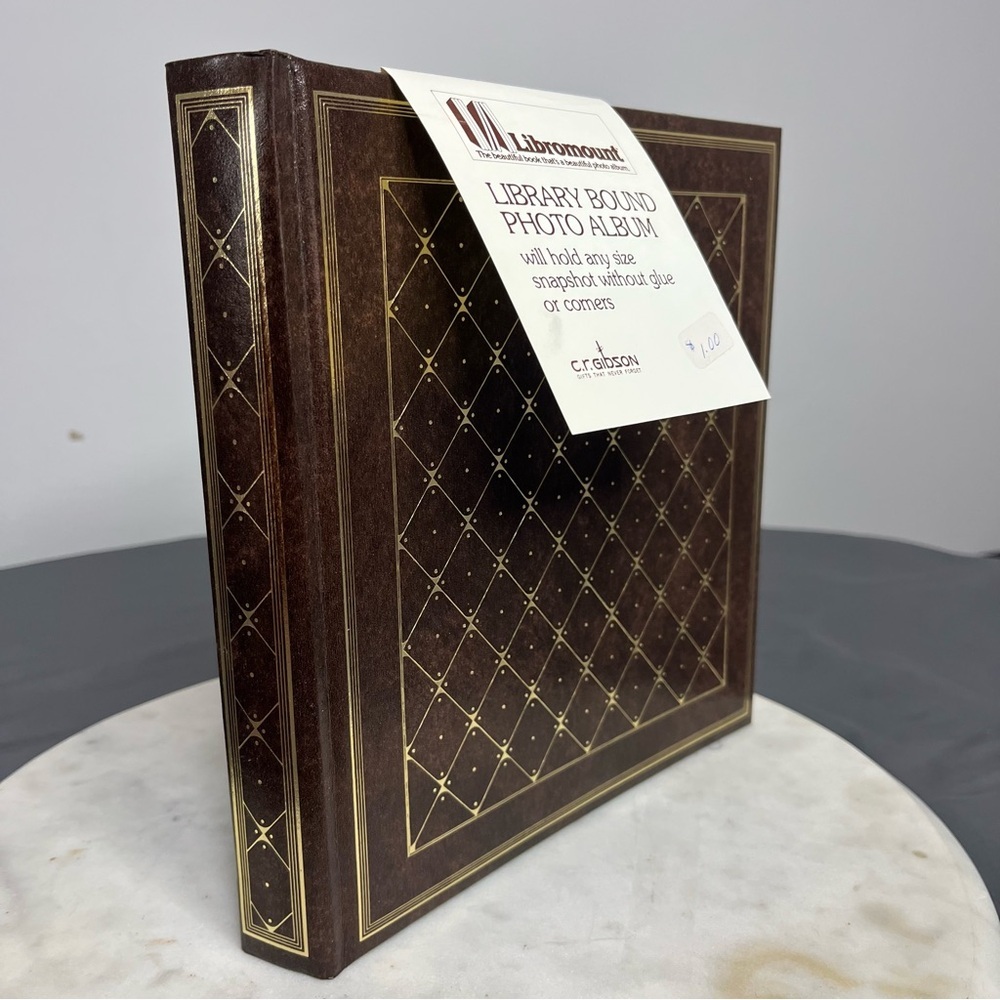 Libromount
The beautiful book that's a beautiful photo album.
LIBRARY BOUND
PHOTO ALBUM
will hold any size
snapshot without glue
or corners
c.r.gibson
GIFTS THAT NEVER FORGET
$1.00